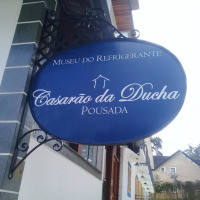 MUSEU DO REFRIGERANTE
Casarão da Ducha
POUSADA